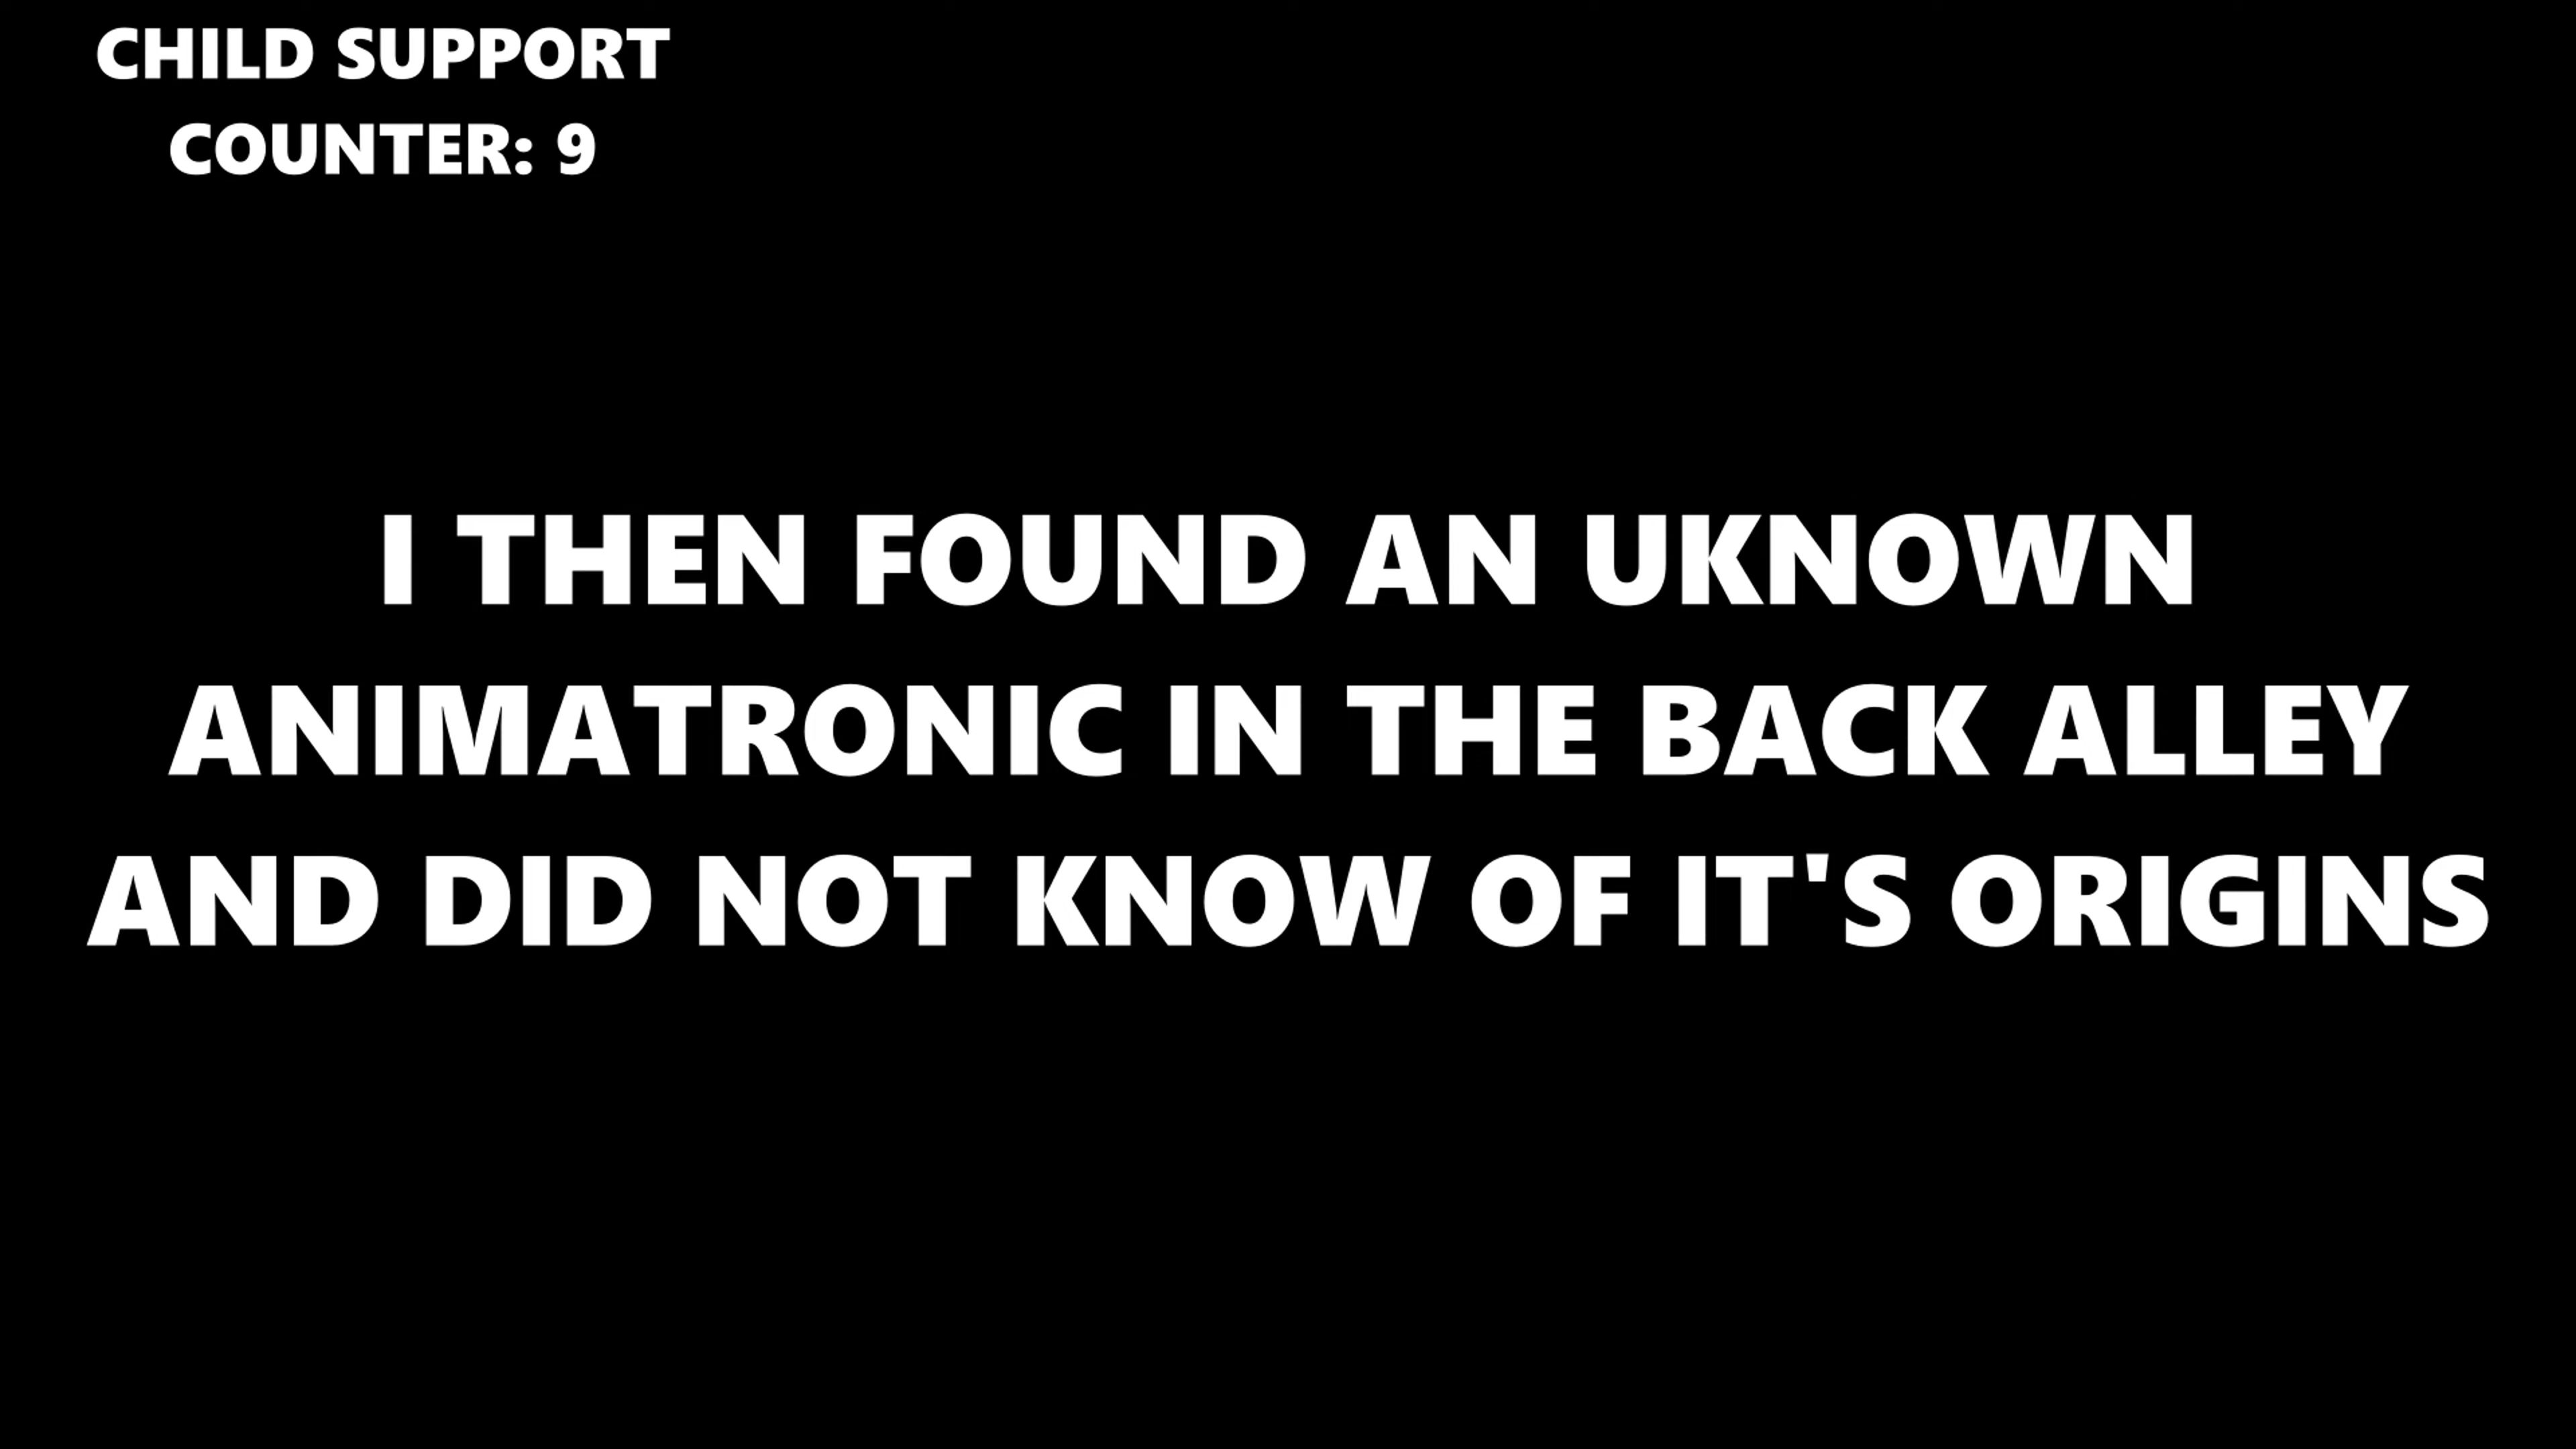 CHILD SUPPORT
COUNTER: 9
I THEN FOUND AN UKNOWN
ANIMATRONIC IN THE BACK ALLEY
AND DID NOT KNOW OF IT'S ORIGINS